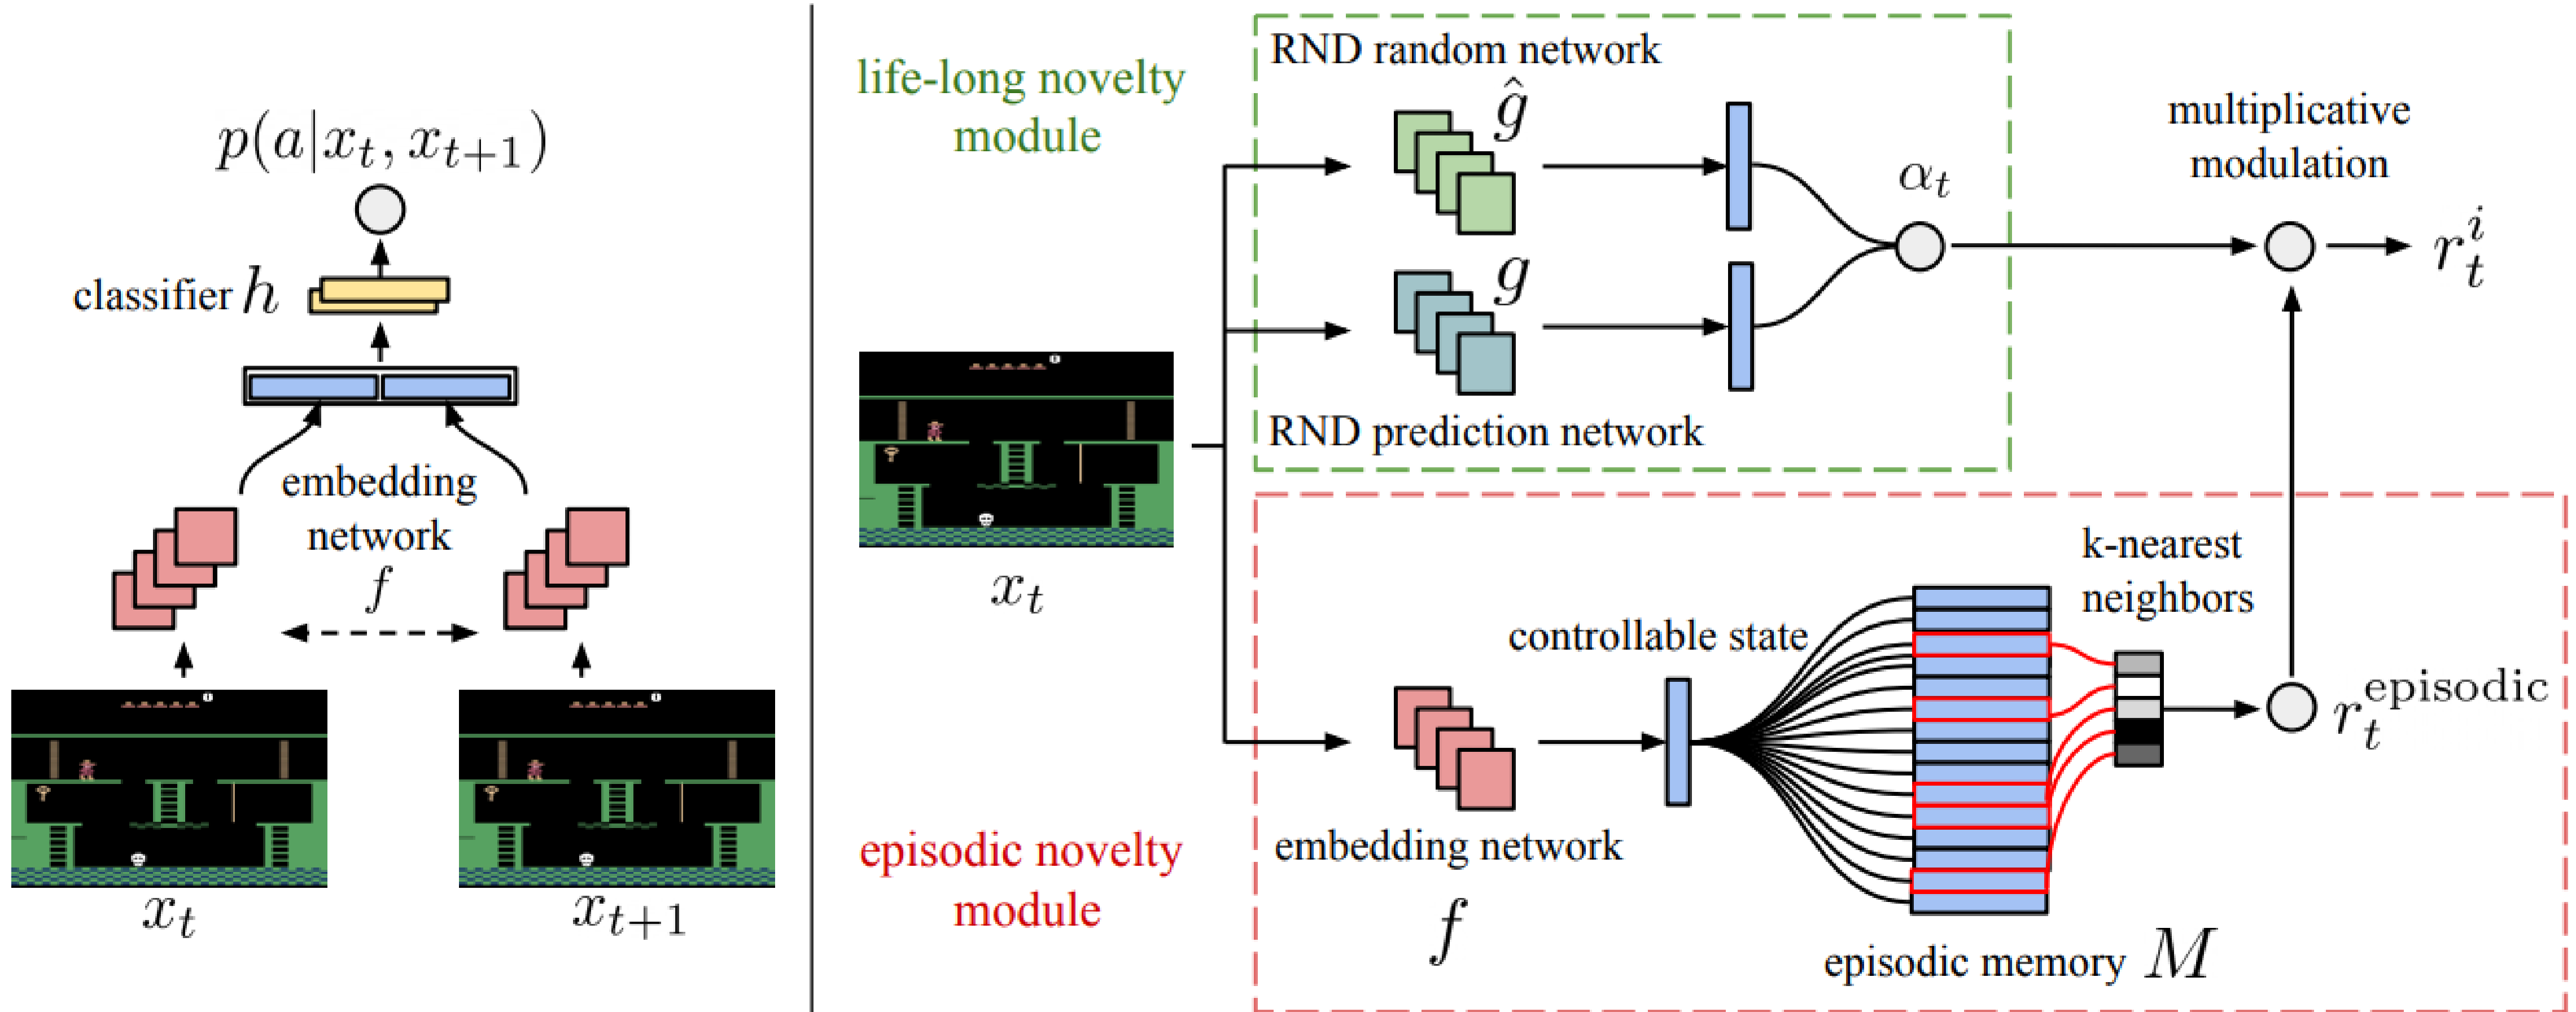 p(a|x_t, x_{t+1})
classifier h
embedding
network
f
x_t
x_{t+1}
life-long novelty
module
RND random network
ĝ
g
RND prediction network
α_t
multiplicative
modulation
r_t^i
x_t
episodic novelty
module
controllable state
k-nearest
neighbors
r_t^{episodic}
embedding network
f
episodic memory M